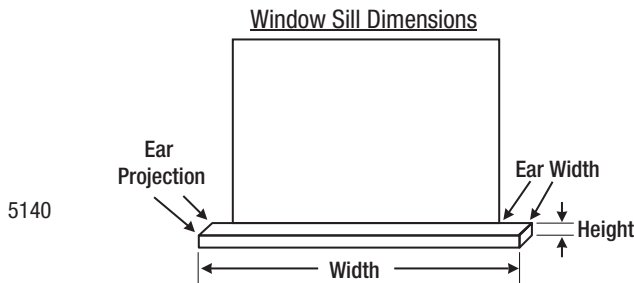 Window Sill Dimensions
Ear
Projection
Ear Width
5140
Height
Width